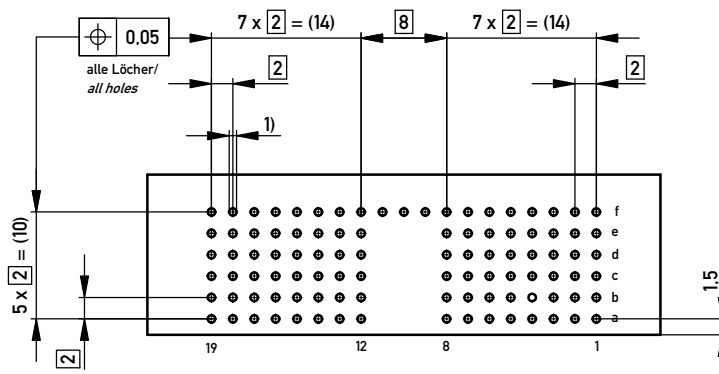 7 x 2 = (14)
8
7 x 2 = (14)
0,05
alle Löcher/
all holes
2
2
1)
f
e
d
c
b
a
5 x 2 = (10)
2
1,5
19
12
8
1